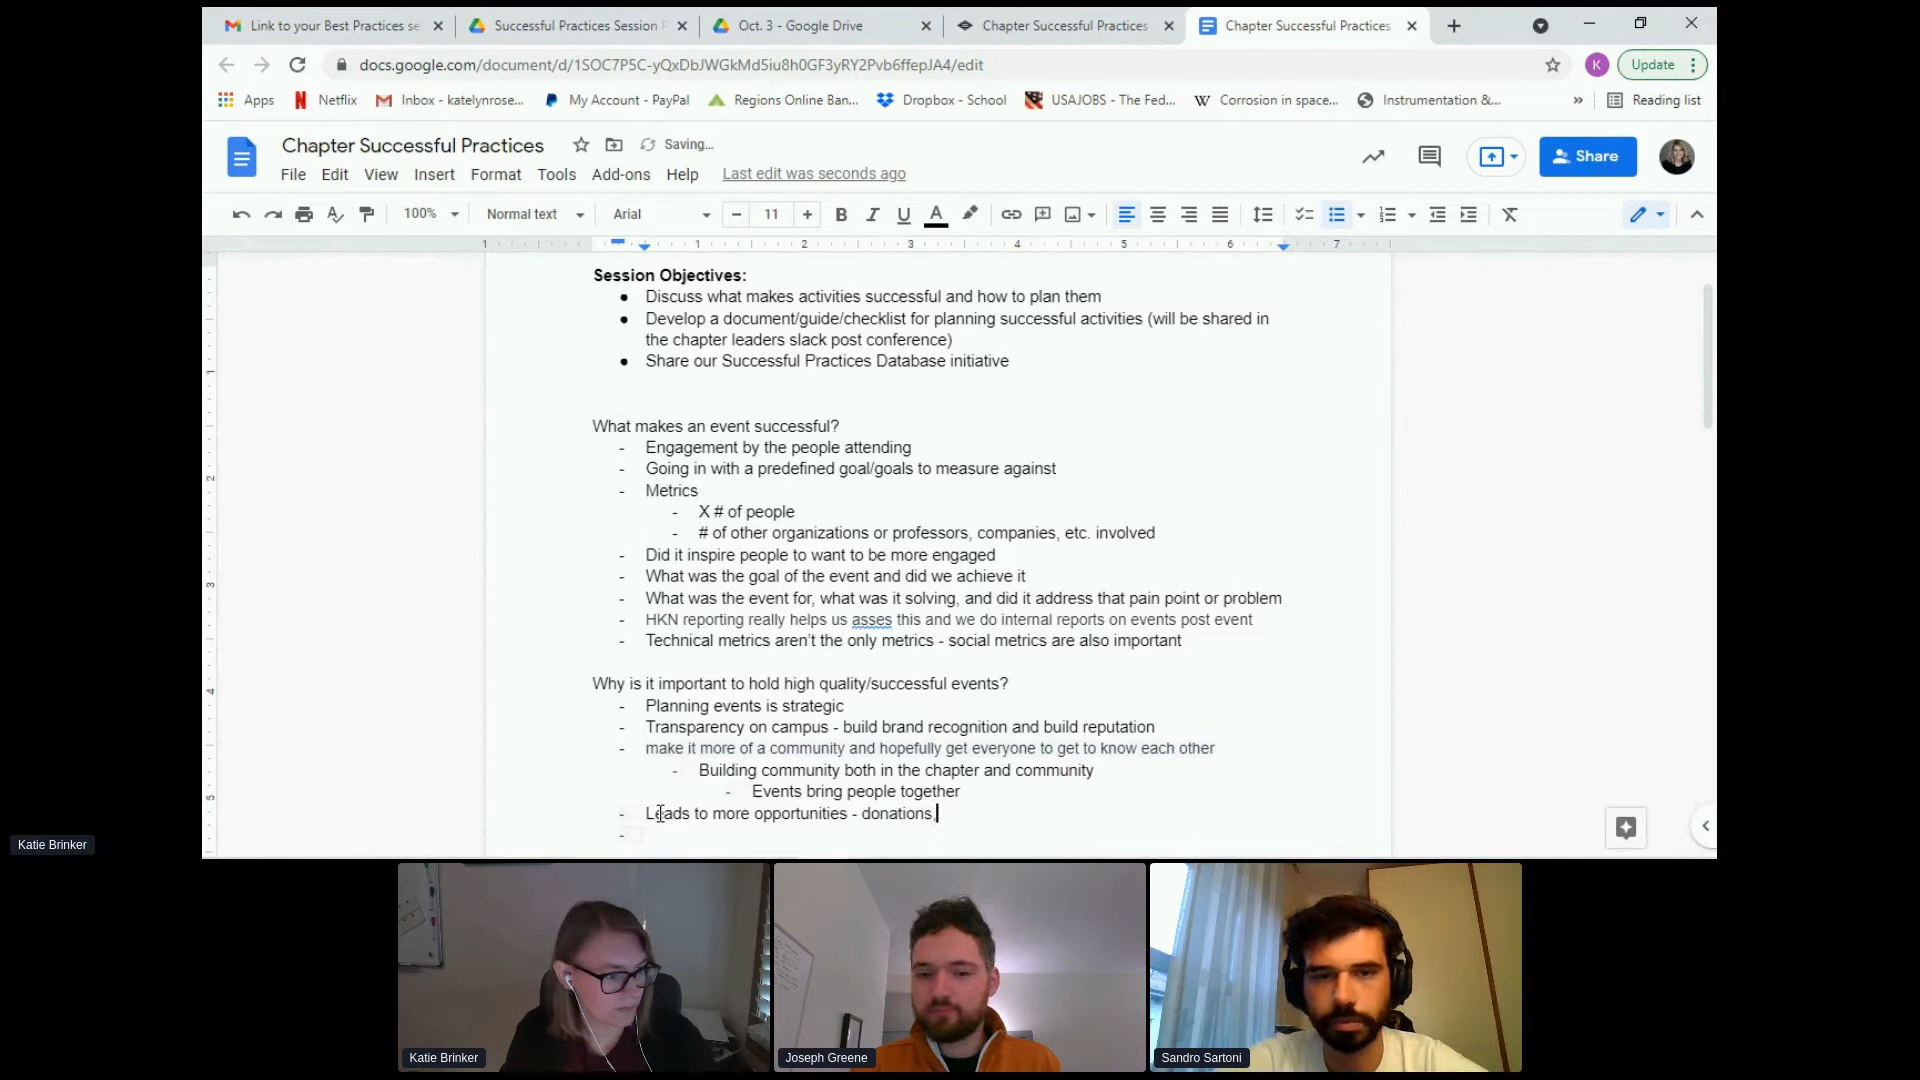 Link to your Best Practices se
Successful Practices Session P
Oct. 3 - Google Drive
Chapter Successful Practices
Chapter Successful Practices
docs.google.com/document/d/1SOC7P5C-yQxDbJWGkMd5iu8h0GF3yRY2Pvb6ffepJA4/edit
K
Update
Apps
Netflix
Inbox - katelynrose...
My Account - PayPal
Regions Online Ban...
Dropbox - School
USAJOBS - The Fed...
Corrosion in space...
Instrumentation &...
Reading list
Chapter Successful Practices
Saving...
Share
File Edit View Insert Format Tools Add-ons Help Last edit was seconds ago
100% Normal text Arial 11
1 1 2 3 4 5 6 7
Session Objectives:
● Discuss what makes activities successful and how to plan them
● Develop a document/guide/checklist for planning successful activities (will be shared in
the chapter leaders slack post conference)
● Share our Successful Practices Database initiative
What makes an event successful?
- Engagement by the people attending
- Going in with a predefined goal/goals to measure against
- Metrics
- X # of people
- # of other organizations or professors, companies, etc. involved
- Did it inspire people to want to be more engaged
- What was the goal of the event and did we achieve it
- What was the event for, what was it solving, and did it address that pain point or problem
- HKN reporting really helps us asses this and we do internal reports on events post event
- Technical metrics aren't the only metrics - social metrics are also important
Why is it important to hold high quality/successful events?
- Planning events is strategic
- Transparency on campus - build brand recognition and build reputation
- make it more of a community and hopefully get everyone to get to know each other
- Building community both in the chapter and community
- Events bring people together
- Leads to more opportunities - donations,
-
1
2
3
4
5
Katie Brinker
Katie Brinker
Joseph Greene
Sandro Sartoni